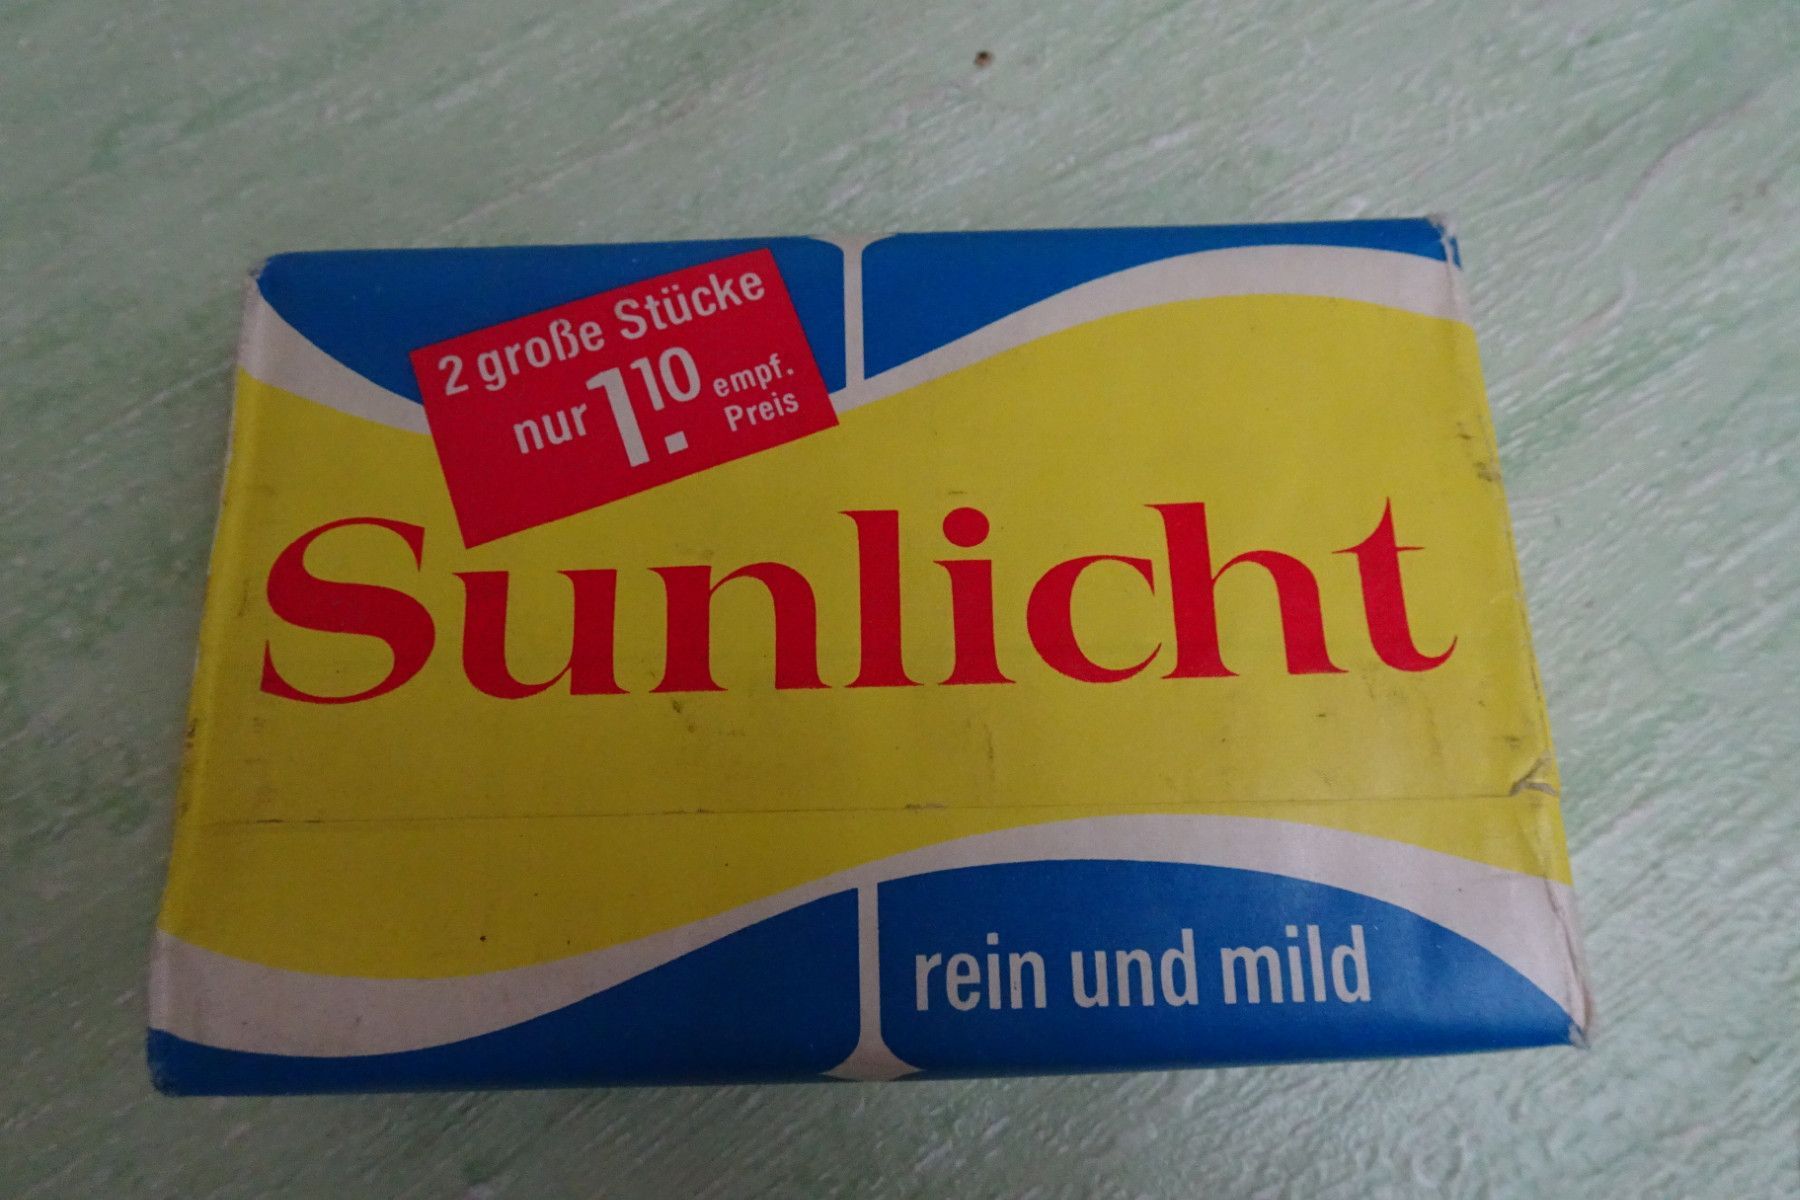 2 große Stücke
nur 1.10 empf.
Preis
Sunlicht
rein und mild